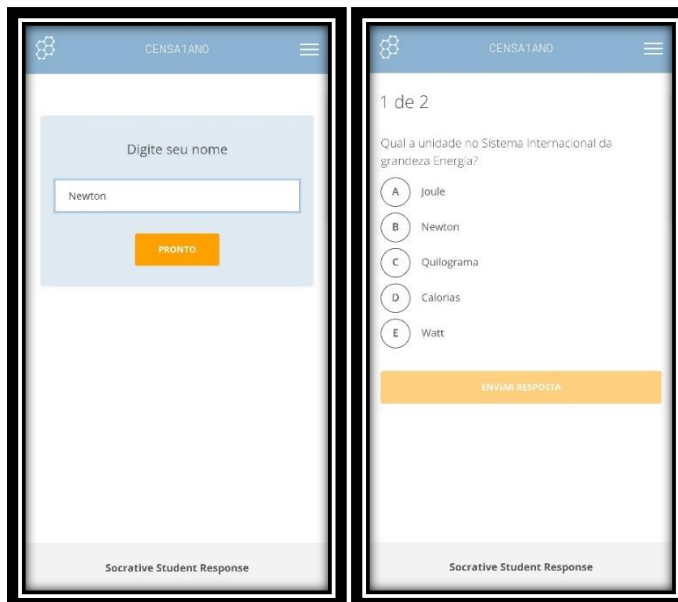 CENSA1ANO
Digite seu nome
Newton
PRONTO
Socrative Student Response
CENSA1ANO
1 de 2
Qual a unidade no Sistema Internacional da
grandeza Energia?
A Joule
B Newton
C Quilograma
D Calorias
E Watt
ENVIAR RESPOSTA
Socrative Student Response